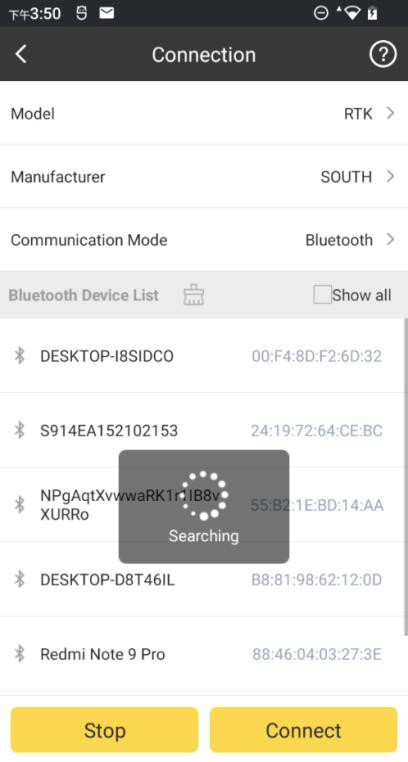 下午3:50
Connection
Model RTK
Manufacturer SOUTH
Communication Mode Bluetooth
Bluetooth Device List Show all
DESKTOP-I8SIDCO 00:F4:8D:F2:6D:32
S914EA152102153 24:19:72:64:CE:BC
55:B2:1E:BD:14:AA
XURRo
Searching
DESKTOP-D8T46IL B8:81:98:62:12:0D
Redmi Note 9 Pro 88:46:04:03:27:3E
Stop Connect